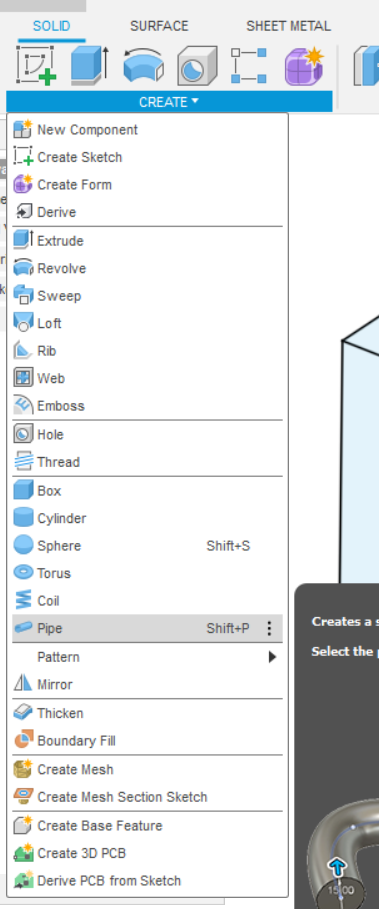 SOLID SURFACE SHEET METAL
CREATE
New Component
Create Sketch
Create Form
Derive
Extrude
Revolve
Sweep
Loft
Rib
Web
Emboss
Hole
Thread
Box
Cylinder
Sphere Shift+S
Torus
Coil
Pipe Shift+P
Pattern
Mirror
Thicken
Boundary Fill
Create Mesh
Create Mesh Section Sketch
Create Base Feature
Create 3D PCB
Derive PCB from Sketch
Creates a
Select the
15.00